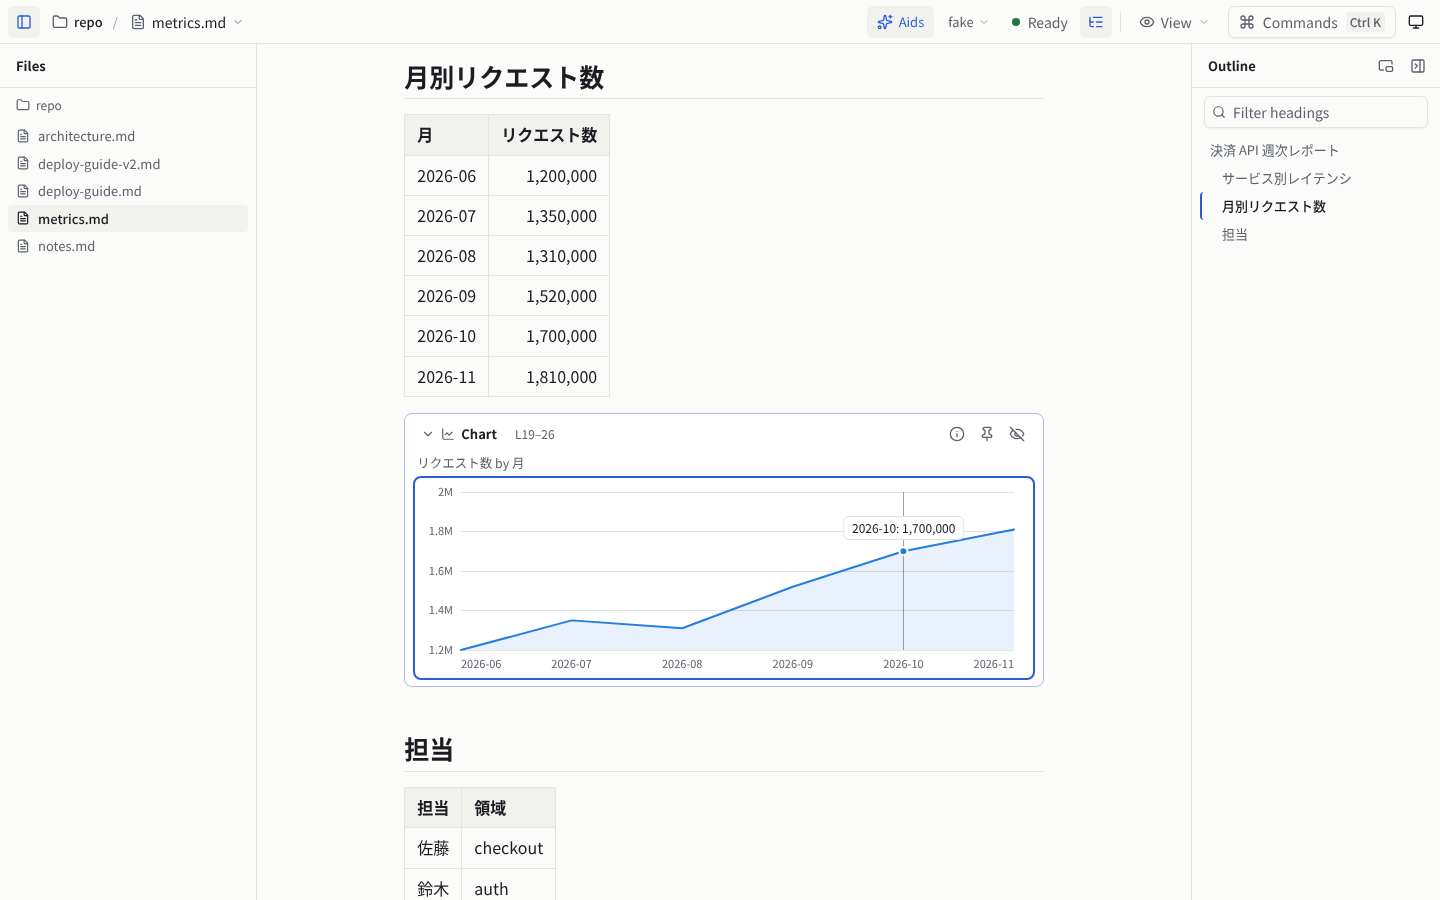 repo / metrics.md
Aids
fake
Ready
View
Commands
Ctrl K
Files
repo
architecture.md
deploy-guide-v2.md
deploy-guide.md
metrics.md
notes.md
月別リクエスト数
月 リクエスト数
2026-06 1,200,000
2026-07 1,350,000
2026-08 1,310,000
2026-09 1,520,000
2026-10 1,700,000
2026-11 1,810,000
Chart L19–26
リクエスト数 by 月
2M
1.8M
1.6M
1.4M
1.2M
2026-10: 1,700,000
2026-06 2026-07 2026-08 2026-09 2026-10 2026-11
担当
担当 領域
佐藤 checkout
鈴木 auth
Outline
Filter headings
決済 API 週次レポート
サービス別レイテンシ
月別リクエスト数
担当